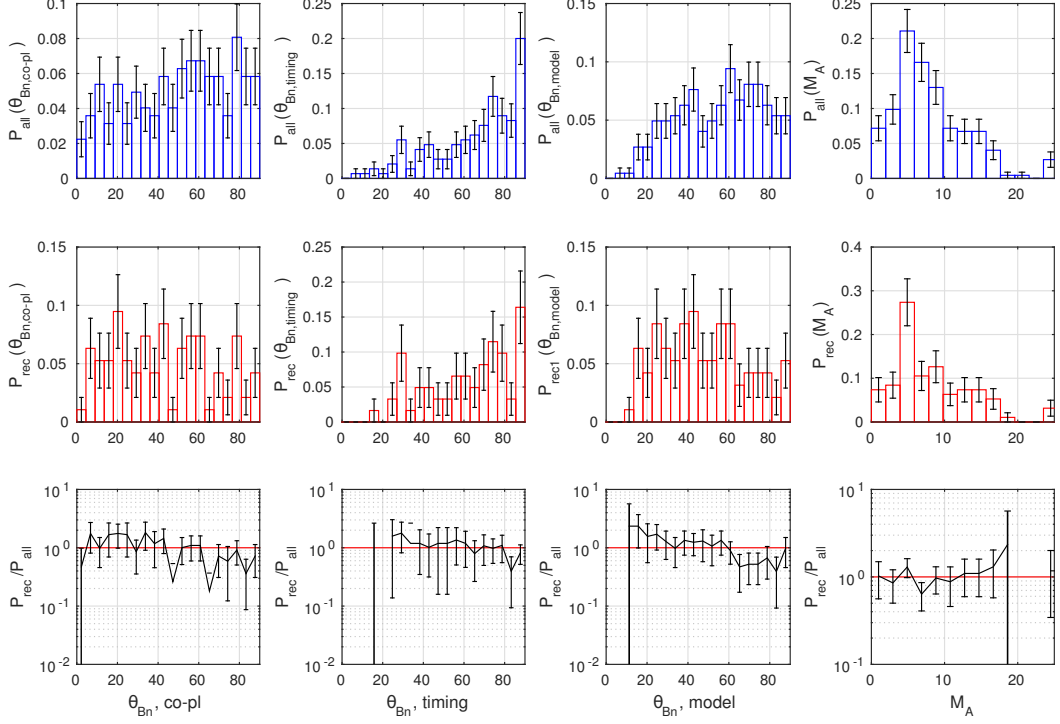 P_all (θ_Bn,co-pl)
0.1
0.08
0.06
0.04
0.02
0
0 20 40 60 80
P_all (θ_Bn,timing)
0.25
0.2
0.15
0.1
0.05
0
0 20 40 60 80
P_all (θ_Bn,model)
0.15
0.1
0.05
0
0 20 40 60 80
P_all (M_A)
0.25
0.2
0.15
0.1
0.05
0
0 10 20
P_rec (θ_Bn,co-pl)
0.15
0.1
0.05
0
0 20 40 60 80
P_rec (θ_Bn,timing)
0.25
0.2
0.15
0.1
0.05
0
0 20 40 60 80
P_rec1 (θ_Bn,model)
0.15
0.1
0.05
0
0 20 40 60 80
P_rec (M_A)
0.4
0.3
0.2
0.1
0
0 10 20
P_rec/P_all
10^1
10^0
10^-1
10^-2
0 20 40 60 80
θ_Bn, co-pl
P_rec/P_all
10^1
10^0
10^-1
10^-2
0 20 40 60 80
θ_Bn, timing
P_rec/P_all
10^1
10^0
10^-1
10^-2
0 20 40 60 80
θ_Bn, model
P_rec/P_all
10^1
10^0
10^-1
0 10 20
M_A